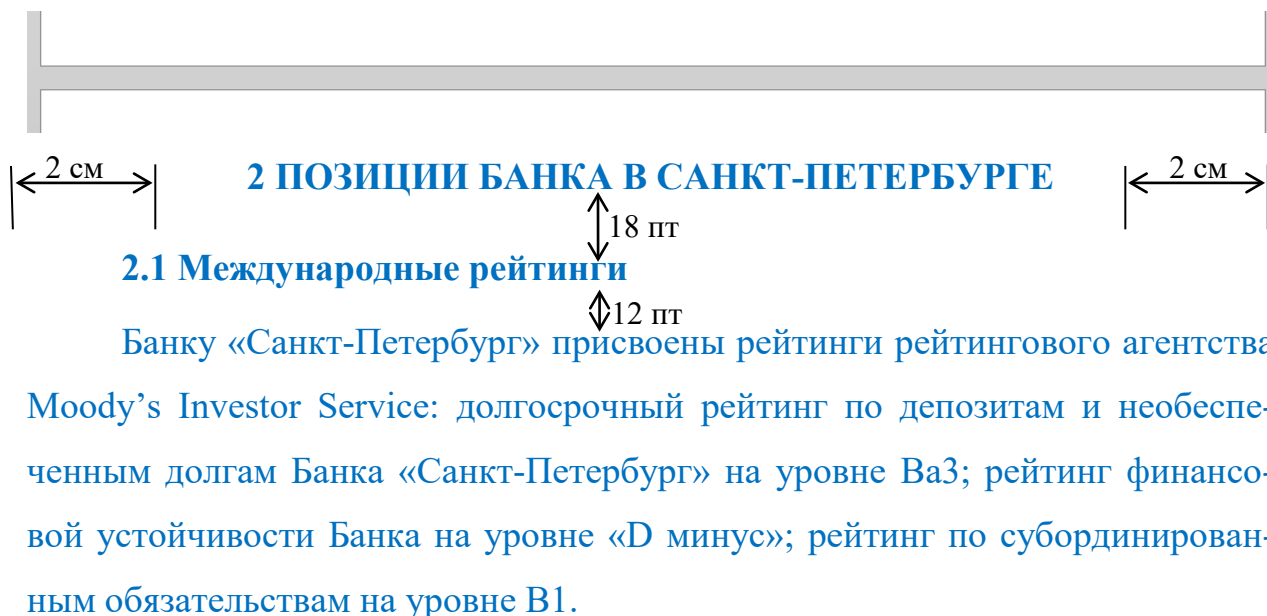 2 см 2 ПОЗИЦИИ БАНКА В САНКТ-ПЕТЕРБУРГЕ 2 см
18 пт
2.1 Международные рейтинги
12 пт
Банку «Санкт-Петербург» присвоены рейтинги рейтингового агентства
Moody’s Investor Service: долгосрочный рейтинг по депозитам и необеспе-
ченным долгам Банка «Санкт-Петербург» на уровне Ba3; рейтинг финансо-
вой устойчивости Банка на уровне «D минус»; рейтинг по субординирован-
ным обязательствам на уровне B1.